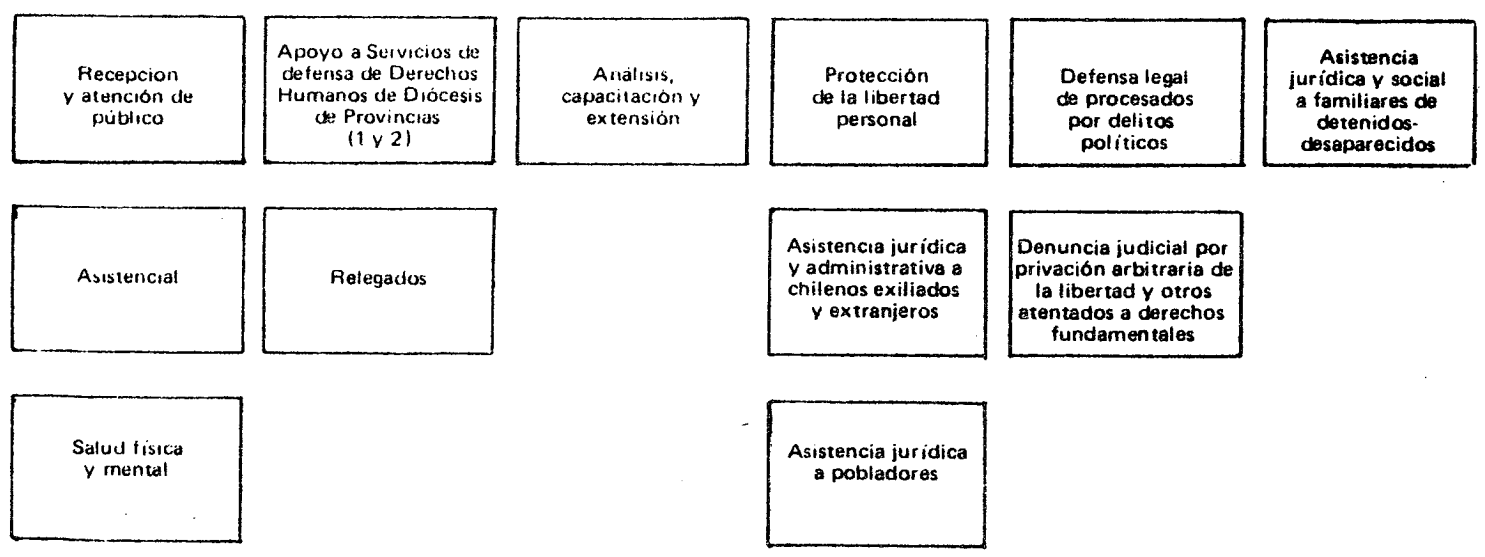 Recepcion
y atención de
público
Apoyo a Servicios de
defensa de Derechos
Humanos de Diócesis
de Provincias
(1 y 2)
Análisis,
capacitación y
extensión
Protección
de la libertad
personal
Defensa legal
de procesados
por delitos
políticos
Asistencia
jurídica y social
a familiares de
detenidos-
desaparecidos
Asistencial
Relegados
Asistencia jurídica
y administrativa a
chilenos exiliados
y extranjeros
Denuncia judicial por
privación arbitraria de
la libertad y otros
atentados a derechos
fundamentales
Salud física
y mental
Asistencia jurídica
a pobladores